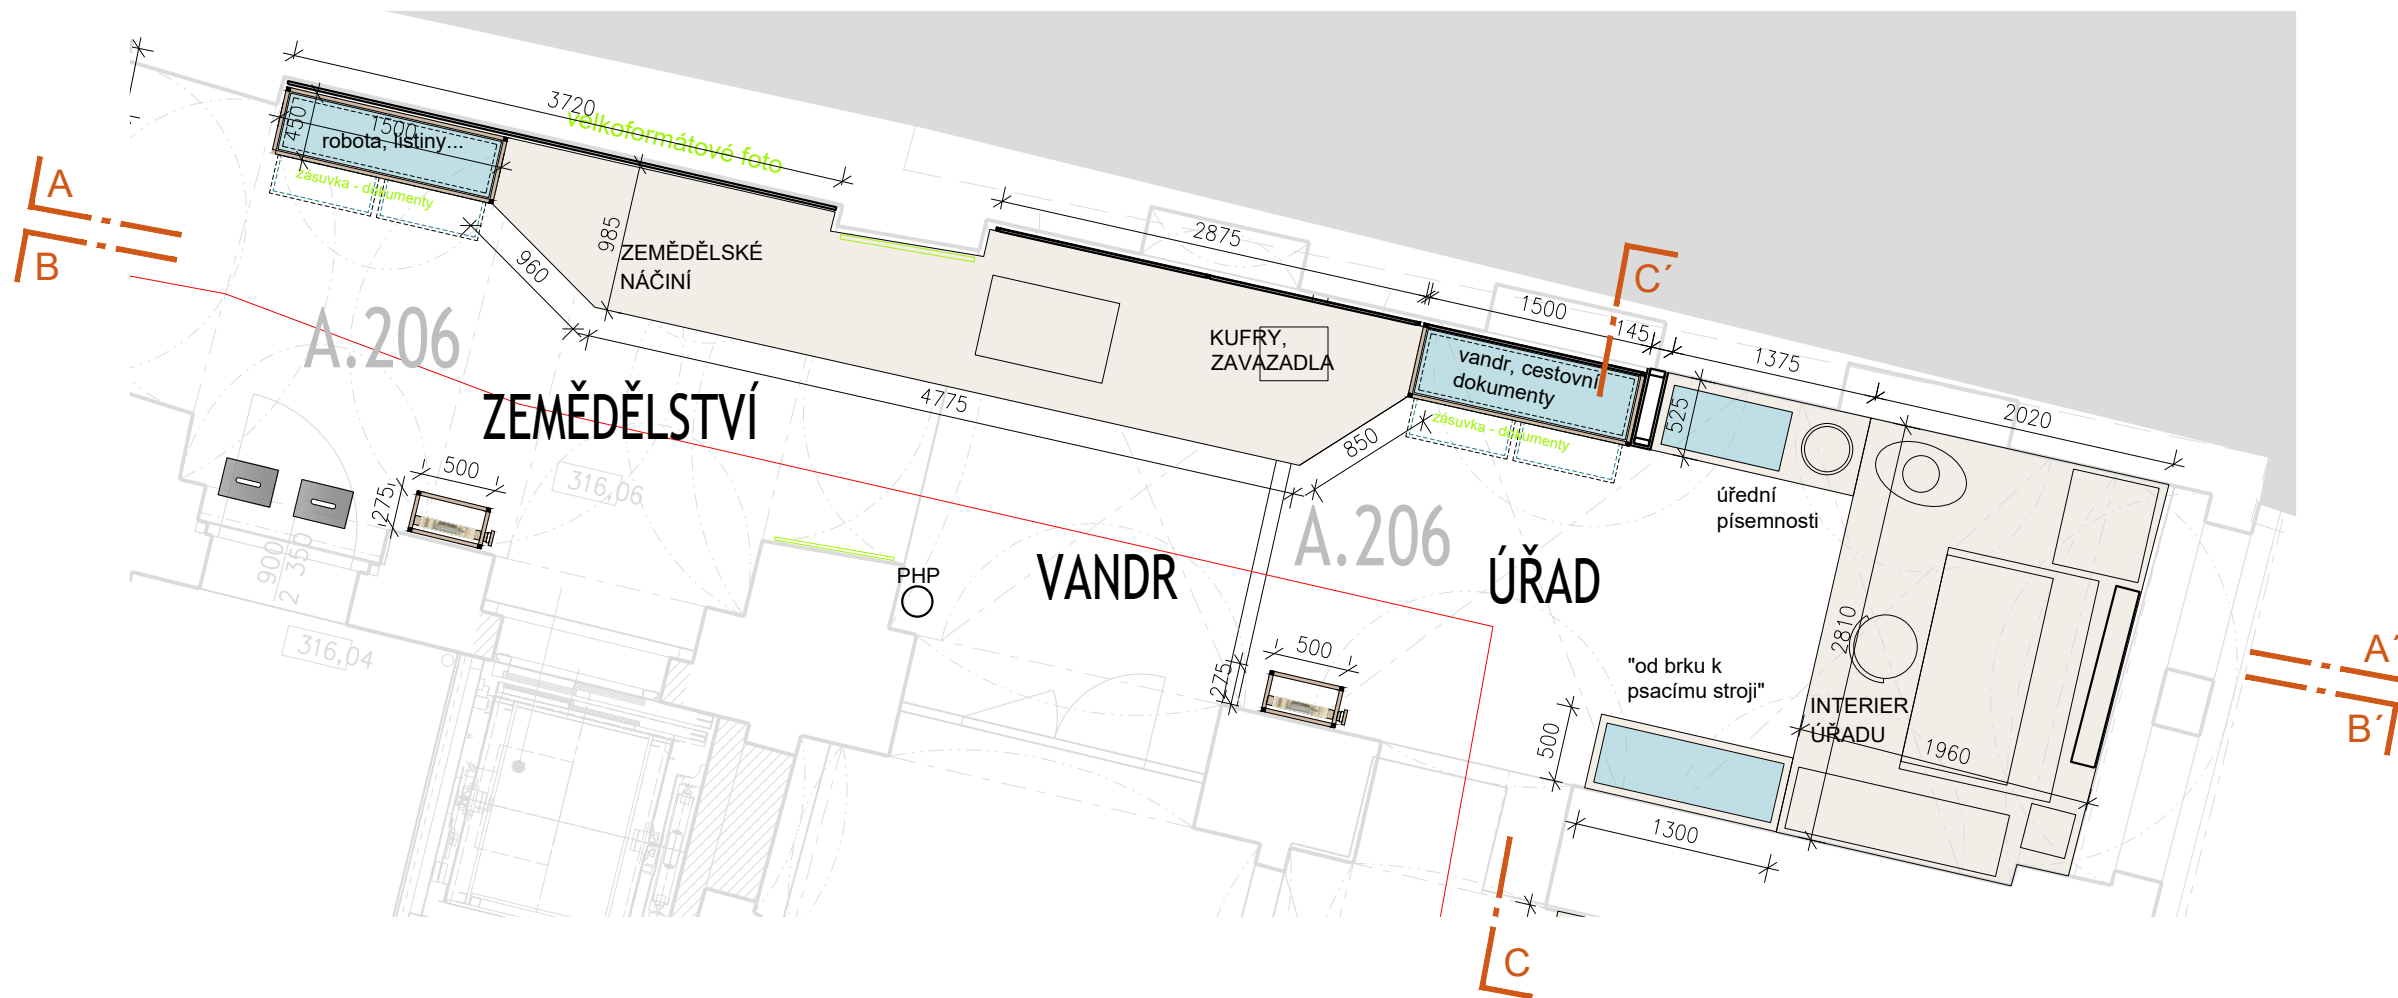 3720
velkoformátové foto
450
1500
robota, listiny...
zásuvka - dokumenty
A
B
985
960
ZEMĚDĚLSKÉ
NÁČINÍ
2875
C´
1500
145
1375
2020
KUFRY,
ZAVAZADLA
vandr, cestovní
dokumenty
zásuvka - dokumenty
525
A.206
ZEMĚDĚLSTVÍ
4775
850
500
275
316,06
úřední
písemnosti
A.206
900
2 350
PHP
VANDR
ÚŘAD
316,04
500
275
2810
"od brku k
psacímu stroji"
INTERIER
ÚŘADU
1960
500
1300
A´
B´
C